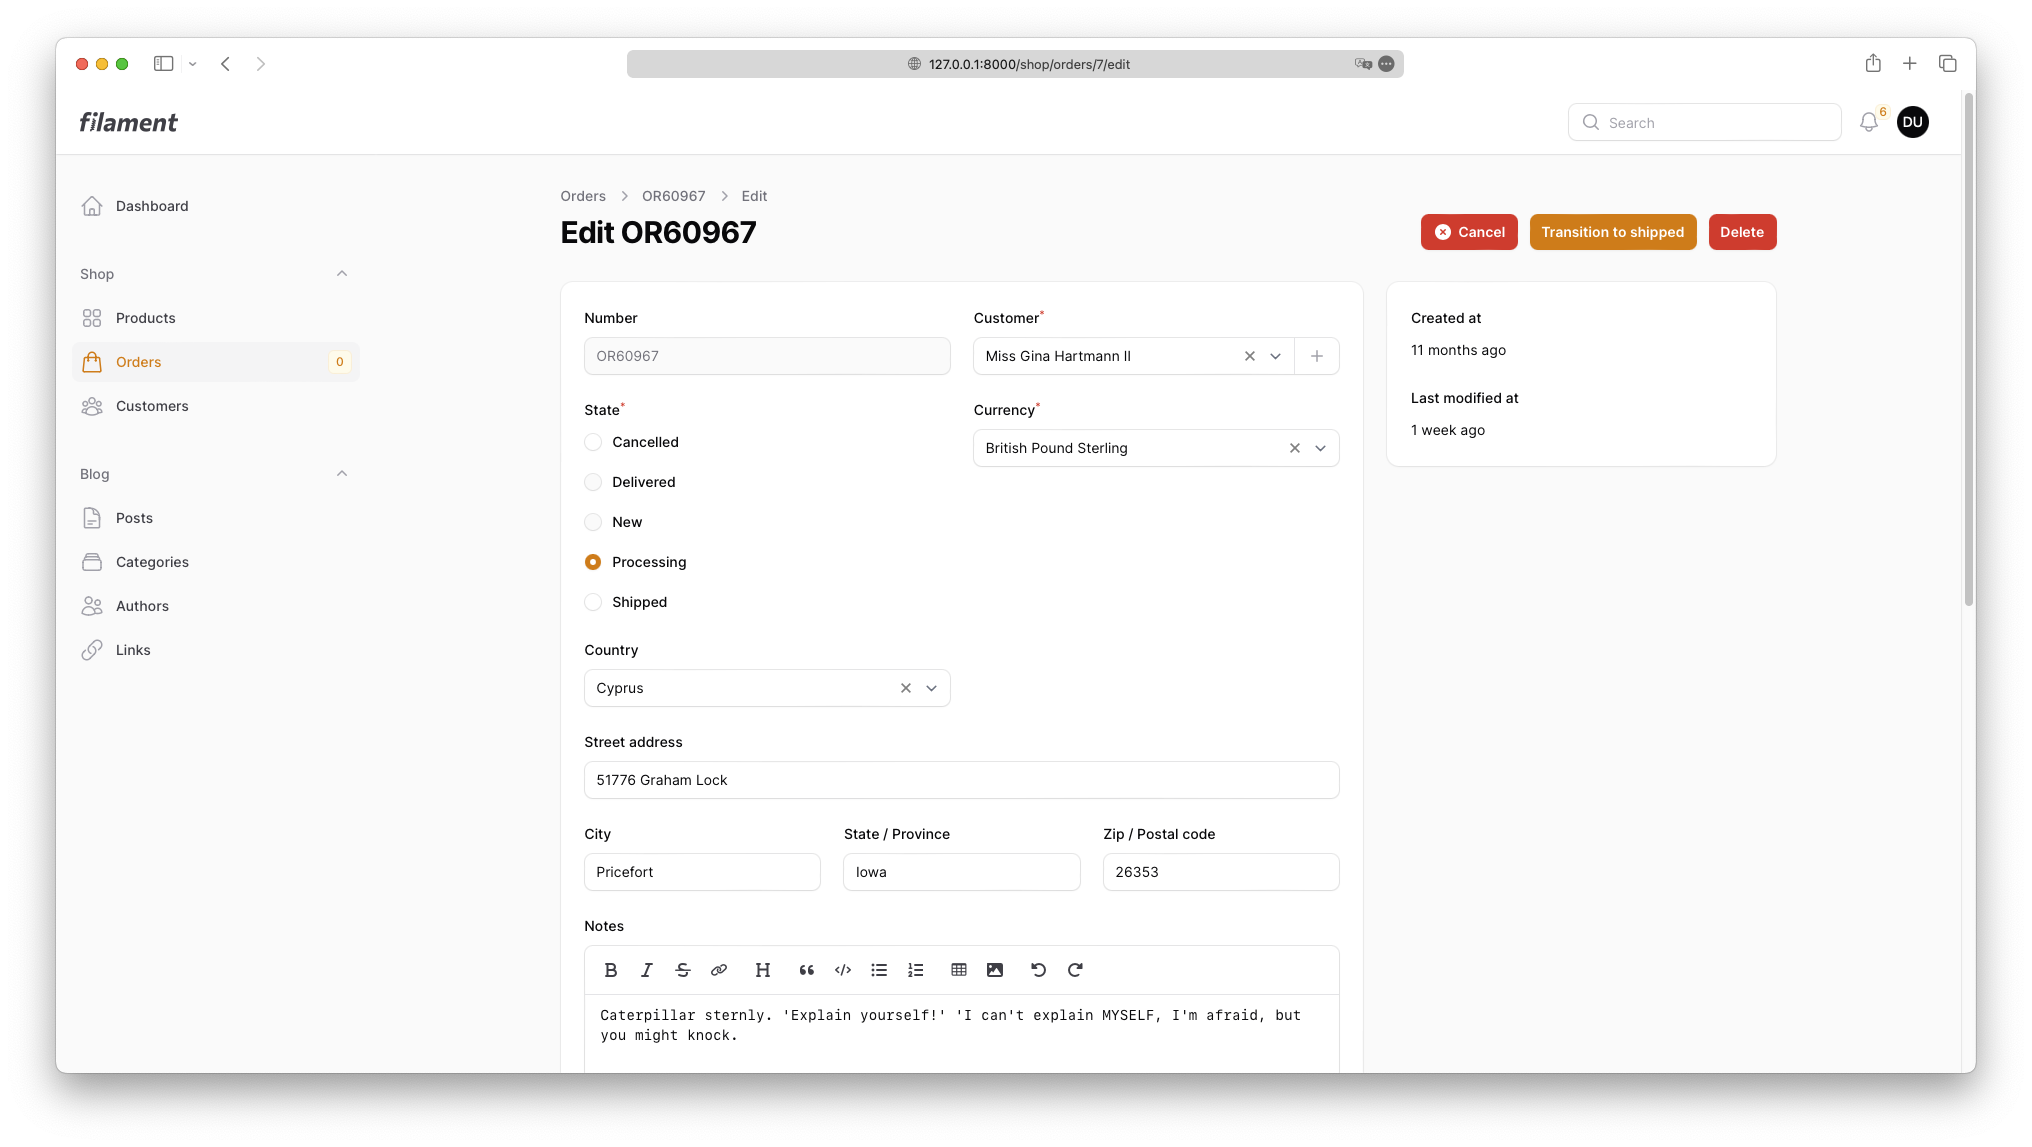 127.0.0.1:8000/shop/orders/7/edit
filament
Search
6
DU
Dashboard
Shop
Products
Orders
0
Customers
Blog
Posts
Categories
Authors
Links
Orders > OR60967 > Edit
Edit OR60967
Cancel
Transition to shipped
Delete
Number
OR60967
Customer*
Miss Gina Hartmann II
State*
Cancelled
Delivered
New
Processing
Shipped
Currency*
British Pound Sterling
Country
Cyprus
Street address
51776 Graham Lock
City
Pricefort
State / Province
Iowa
Zip / Postal code
26353
Notes
Caterpillar sternly. 'Explain yourself!' 'I can't explain MYSELF, I'm afraid, but
you might knock.
Created at
11 months ago
Last modified at
1 week ago